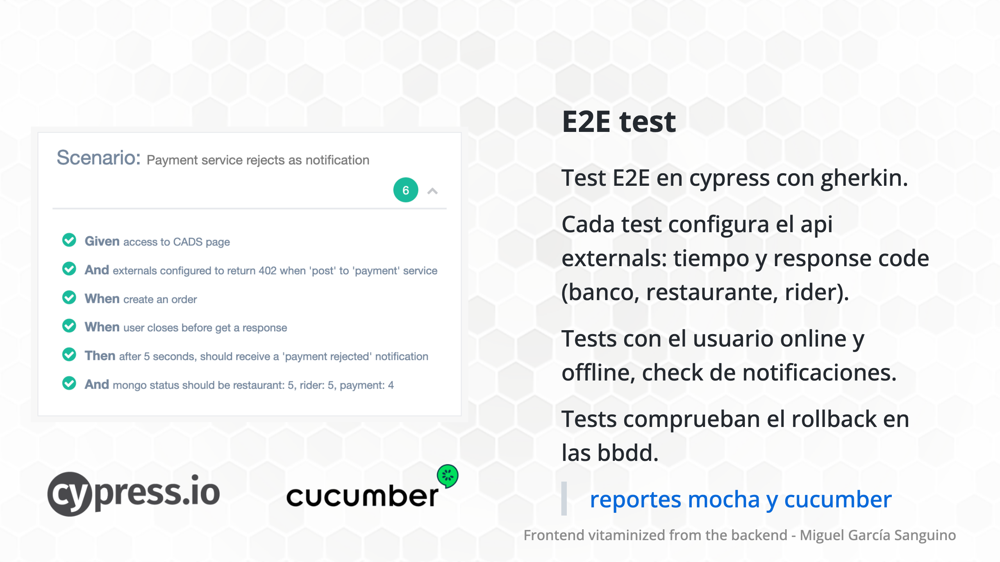 Scenario: Payment service rejects as notification
6
Given access to CADS page
And externals configured to return 402 when 'post' to 'payment' service
When create an order
When user closes before get a response
Then after 5 seconds, should receive a 'payment rejected' notification
And mongo status should be restaurant: 5, rider: 5, payment: 4
cypress.io
cucumber
E2E test
Test E2E en cypress con gherkin.
Cada test configura el api
externals: tiempo y response code
(banco, restaurante, rider).
Tests con el usuario online y
offline, check de notificaciones.
Tests comprueban el rollback en
las bbdd.
reportes mocha y cucumber
Frontend vitaminized from the backend - Miguel García Sanguino